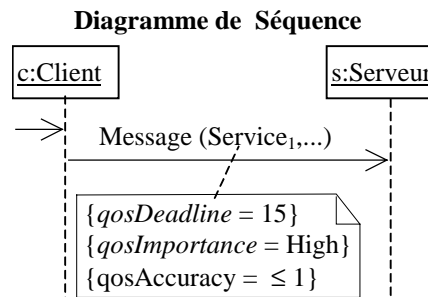 Diagramme de Séquence
c:Client
s:Serveur
Message (Service₁,...)
{qosDeadline = 15}
{qosImportance = High}
{qosAccuracy = ≤ 1}